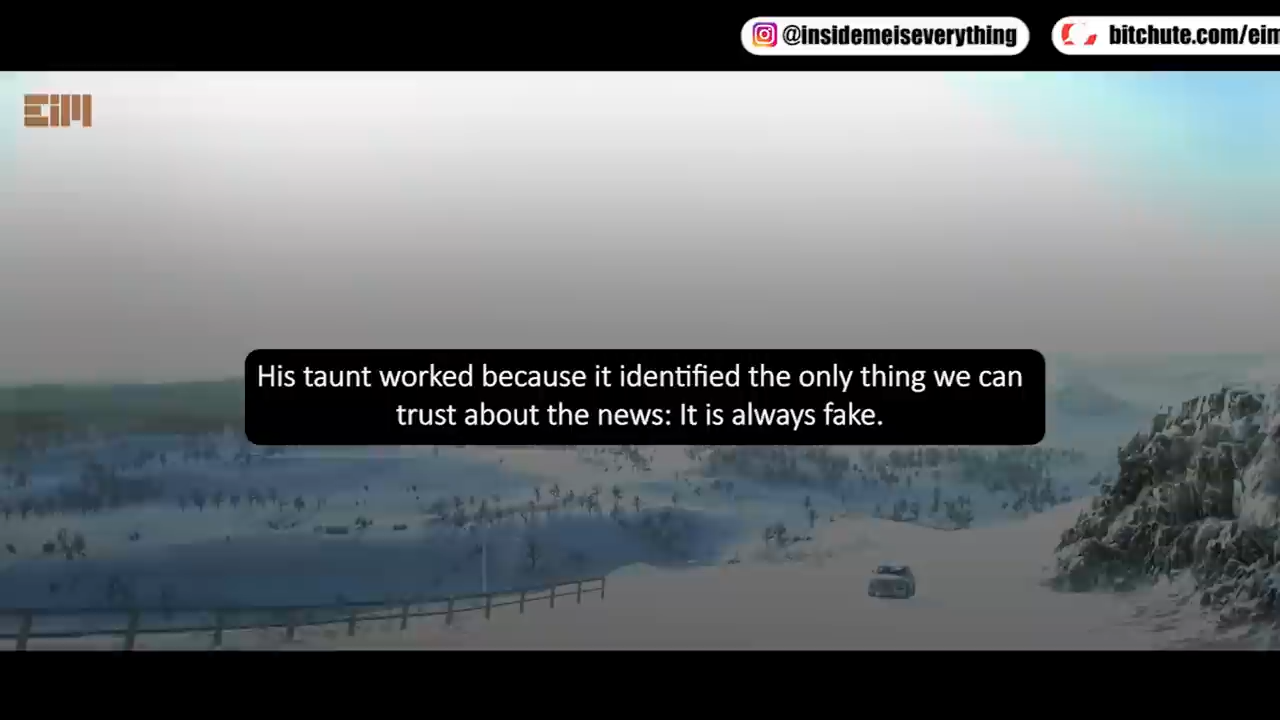 @insidemeiseverything
bitchute.com/eim
EiM
His taunt worked because it identified the only thing we can
trust about the news: It is always fake.